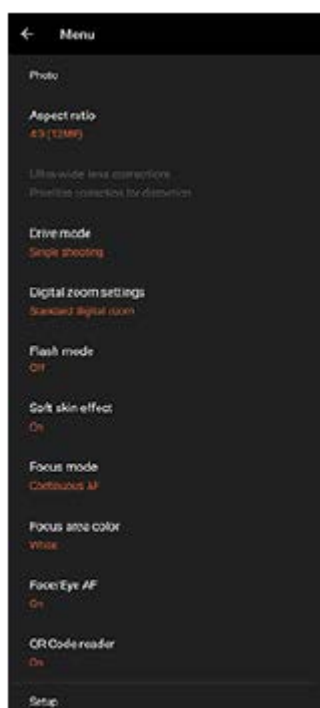 Menu
Photo
Aspect ratio
4:3 (12MP)
Ultra-wide lens corrections
Prioritize correction for distortion
Drive mode
Single shooting
Digital zoom settings
Standard digital zoom
Flash mode
Off
Soft skin effect
On
Focus mode
Continuous AF
Focus area color
White
Face/Eye AF
On
QR Code reader
On
Setup